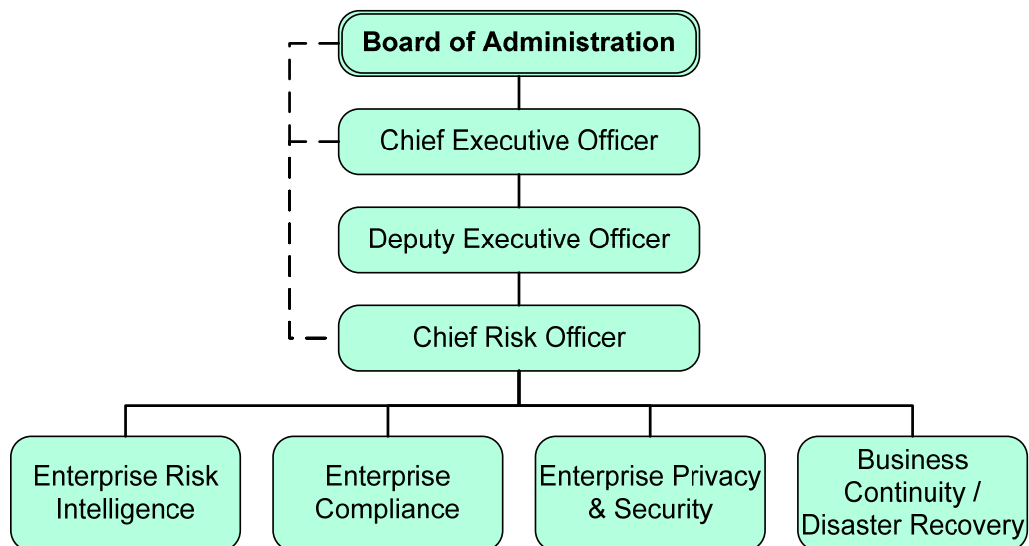 Board of Administration
Chief Executive Officer
Deputy Executive Officer
Chief Risk Officer
Enterprise Risk
Intelligence
Enterprise
Compliance
Enterprise Privacy
& Security
Business
Continuity /
Disaster Recovery